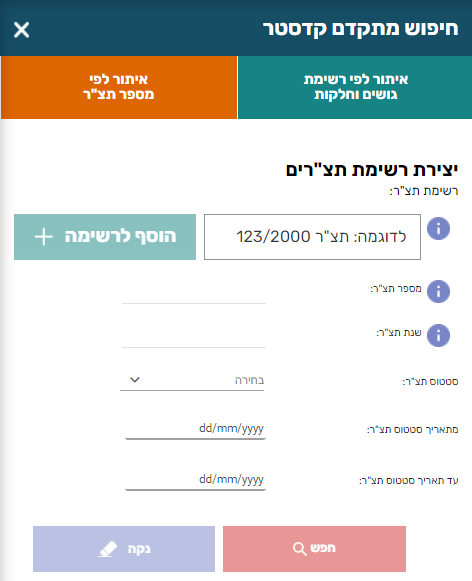 חיפוש מתקדם קדסטר
איתור לפי רשימת
גושים וחלקות
איתור לפי
מספר תצ"ר
יצירת רשימת תצ"רים
רשימת תצ"ר:
לדוגמה: תצ"ר 123/2000
הוסף לרשימה
מספר תצ"ר:
שנת תצ"ר:
סטטוס תצ"ר:
בחירה
מתאריך סטטוס תצ"ר:
dd/mm/yyyy
עד תאריך סטטוס תצ"ר:
dd/mm/yyyy
חפש
נקה